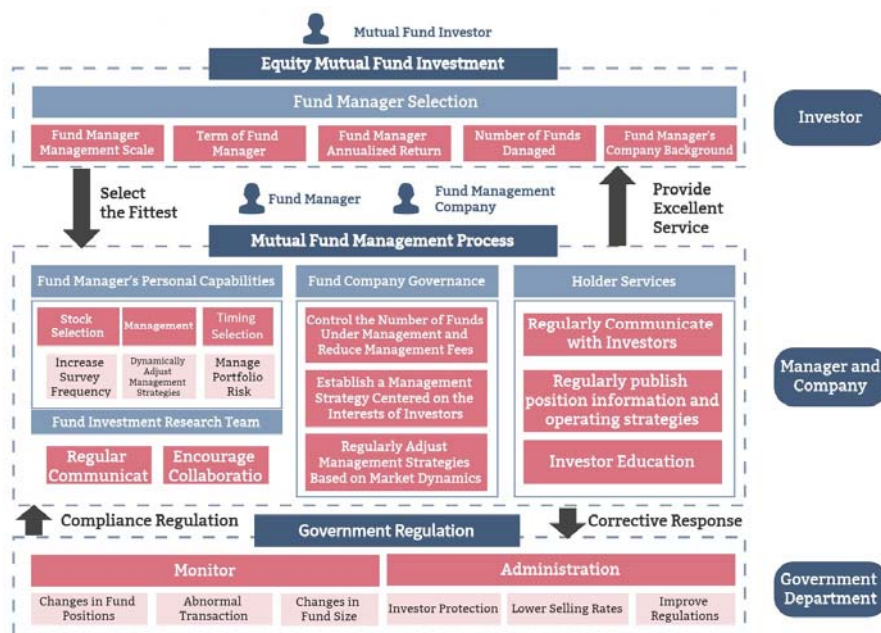 Mutual Fund Investor
Equity Mutual Fund Investment
Fund Manager Selection
Fund Manager
Management Scale
Term of Fund
Manager
Fund Manager
Annualized Return
Number of Funds
Danaged
Fund Manager's
Company Background
Investor
Select
the Fittest
Fund Manager
Fund Management
Company
Provide
Excellent
Service
Mutual Fund Management Process
Fund Manager's Personal Capabilities
Stock
Selection
Management
Timing
Selection
Increase
Survey
Frequency
Dynamically
Adjust
Management
Strategies
Manage
Portfolio
Risk
Fund Investment Research Team
Regular
Communicat
Encourage
Collaboratio
Fund Company Governance
Control the Number of Funds
Under Management and
Reduce Management Fees
Establish a Management
Strategy Centered on the
Interests of Investors
Regularly Adjust
Management Strategies
Based on Market Dynamics
Holder Services
Regularly Communicate
with Investors
Regularly publish
position information and
operating strategies
Investor Education
Manager and
Company
Compliance Regulation
Government Regulation
Corrective Response
Monitor
Administration
Changes in Fund
Positions
Abnormal
Transaction
Changes in
Fund Size
Investor Protection
Lower Selling Rates
Improve
Regulations
Government
Department